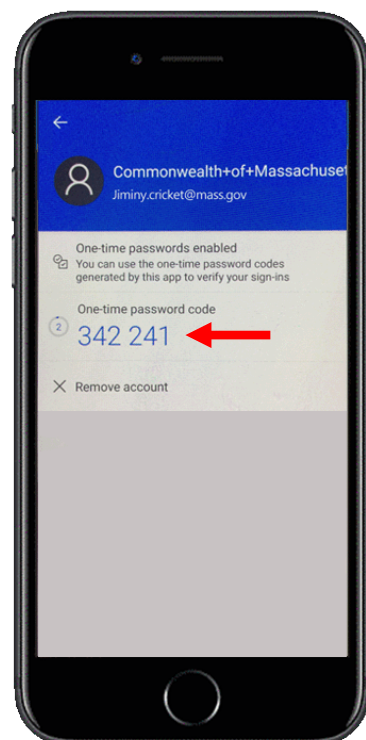 Commonwealth+of+Massachuset
Jiminy.cricket@mass.gov
One-time passwords enabled
You can use the one-time password codes
generated by this app to verify your sign-ins
One-time password code
2
342 241
Remove account